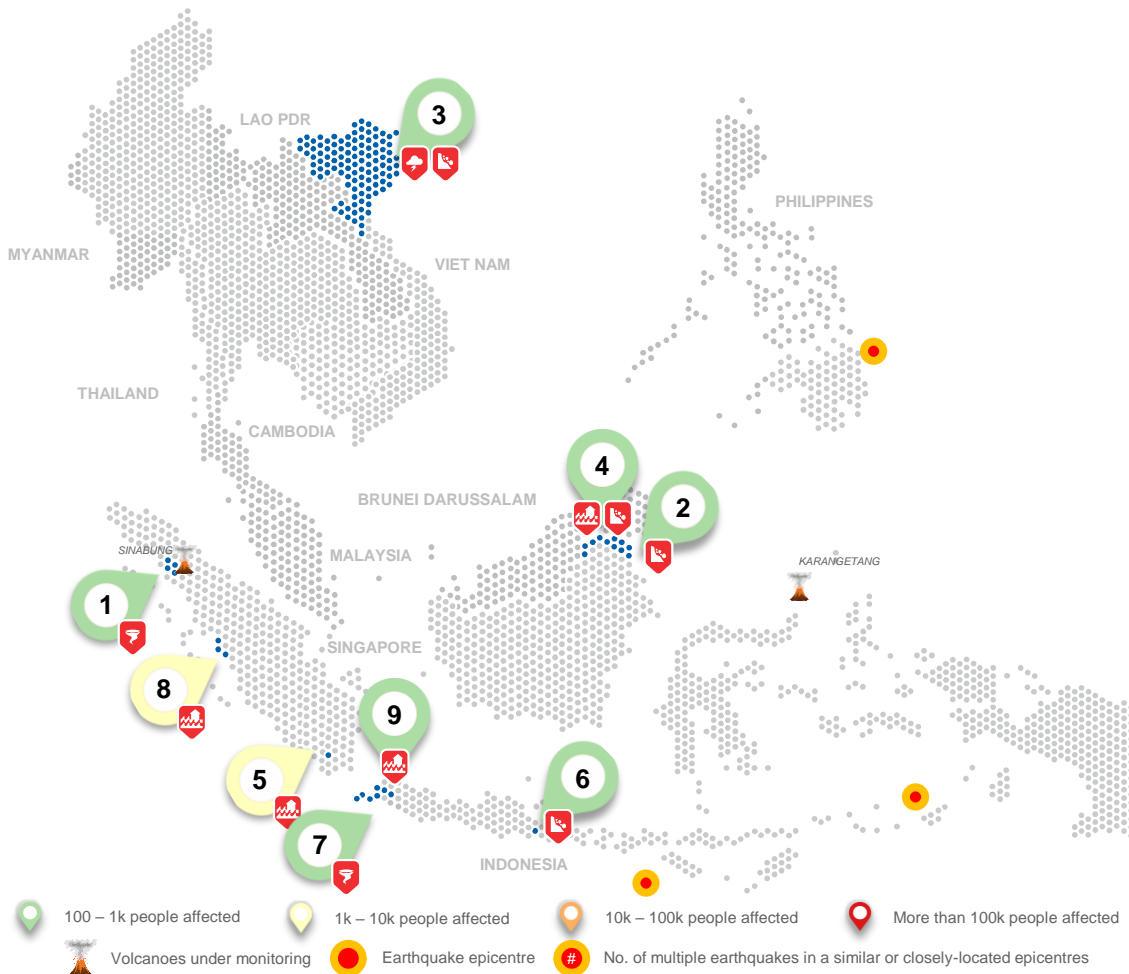 3
LAO PDR
PHILIPPINES
MYANMAR
VIET NAM
THAILAND
CAMBODIA
4
BRUNEI DARUSSALAM
2
SINABUNG
MALAYSIA
KARANGETANG
1
SINGAPORE
8
9
5
6
7
INDONESIA
100 – 1k people affected
1k – 10k people affected
10k – 100k people affected
More than 100k people affected
Volcanoes under monitoring
Earthquake epicentre
#
No. of multiple earthquakes in a similar or closely-located epicentres